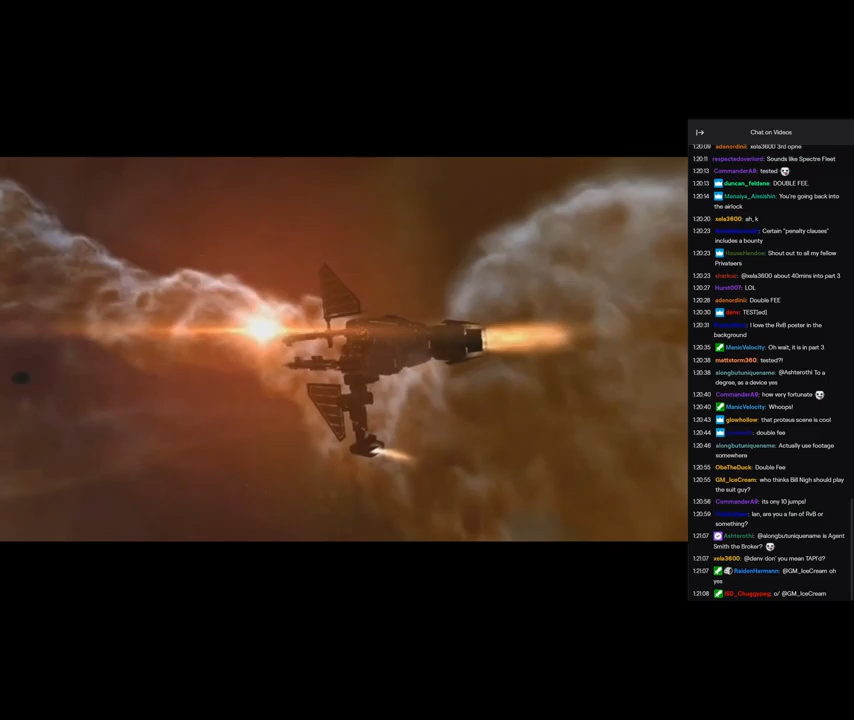 Chat on Videos
1:20:09 adenordinii: xela3600 3rd opne
1:20:11 respectedoverlord: Sounds like Spectre Fleet
1:20:13 CommanderA9: tested
1:20:13 duncan_feldane: DOUBLE FEE.
1:20:14 You're going back into
the airlock
1:20:20 xela3600: ah, k
1:20:23 Certain "penalty clauses"
includes a bounty
1:20:23 HouseHendow: Shout out to all my fellow
Privateers
1:20:23 @xela3600 about 40mins into part 3
1:20:27 Hurst007: LOL
1:20:28 adenordinii: Double FEE
1:20:30 denv: TEST[ed]
1:20:31 I love the RvB poster in the
background
1:20:35 ManicVelocity: Oh wait, it is in part 3
1:20:38 mattstorm360: tested?!
1:20:38 alongbutuniquename: @Ashterothi To a
degree, as a device yes
1:20:40 CommanderA9: how very fortunate
1:20:40 ManicVelocity: Whoops!
1:20:43 glowhollow: that proteus scene is cool
1:20:44 double fee
1:20:46 alongbutuniquename: Actually use footage
somewhere
1:20:55 ObeTheDuck: Double Fee
1:20:55 GM_IceCream: who thinks Bill Nigh should play
the suit guy?
1:20:56 CommanderA9: its ony 10 jumps!
1:20:59 Ian, are you a fan of RvB or
something?
1:21:07 Ashterothi: @alongbutuniquename is Agent
Smith the Broker?
1:21:07 xela3600: @denv don' you mean TAPI'd?
1:21:07 RaidenHarmann: @GM_IceCream oh
yes
1:21:08 ISD_Chuggypeg: o/ @GM_IceCream